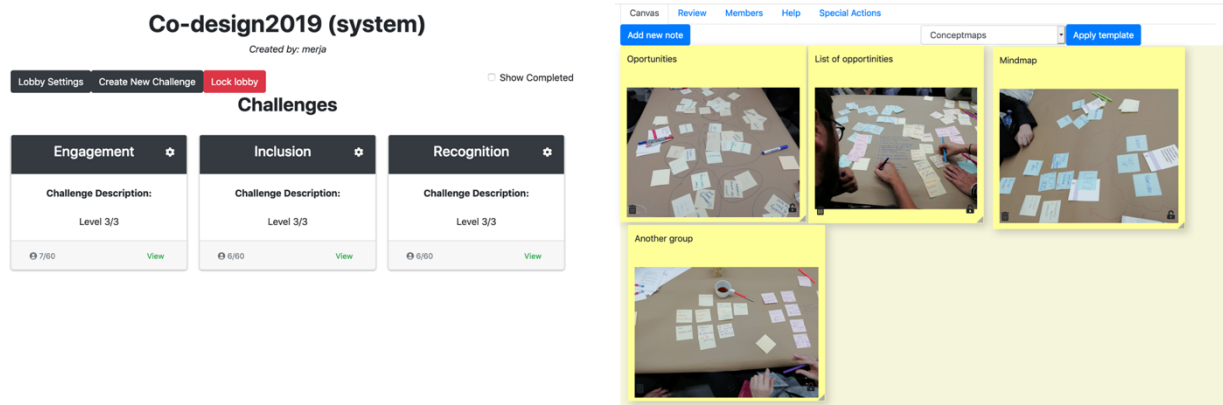 Co-design2019 (system)
Created by: merja
Lobby Settings Create New Challenge Lock lobby
Show Completed
Challenges
Engagement
Challenge Description:
Level 3/3
7/60 View
Inclusion
Challenge Description:
Level 3/3
6/60 View
Recognition
Challenge Description:
Level 3/3
6/60 View
Canvas Review Members Help Special Actions
Add new note Conceptmaps Apply template
Oportunities
List of opportinities
Mindmap
Another group